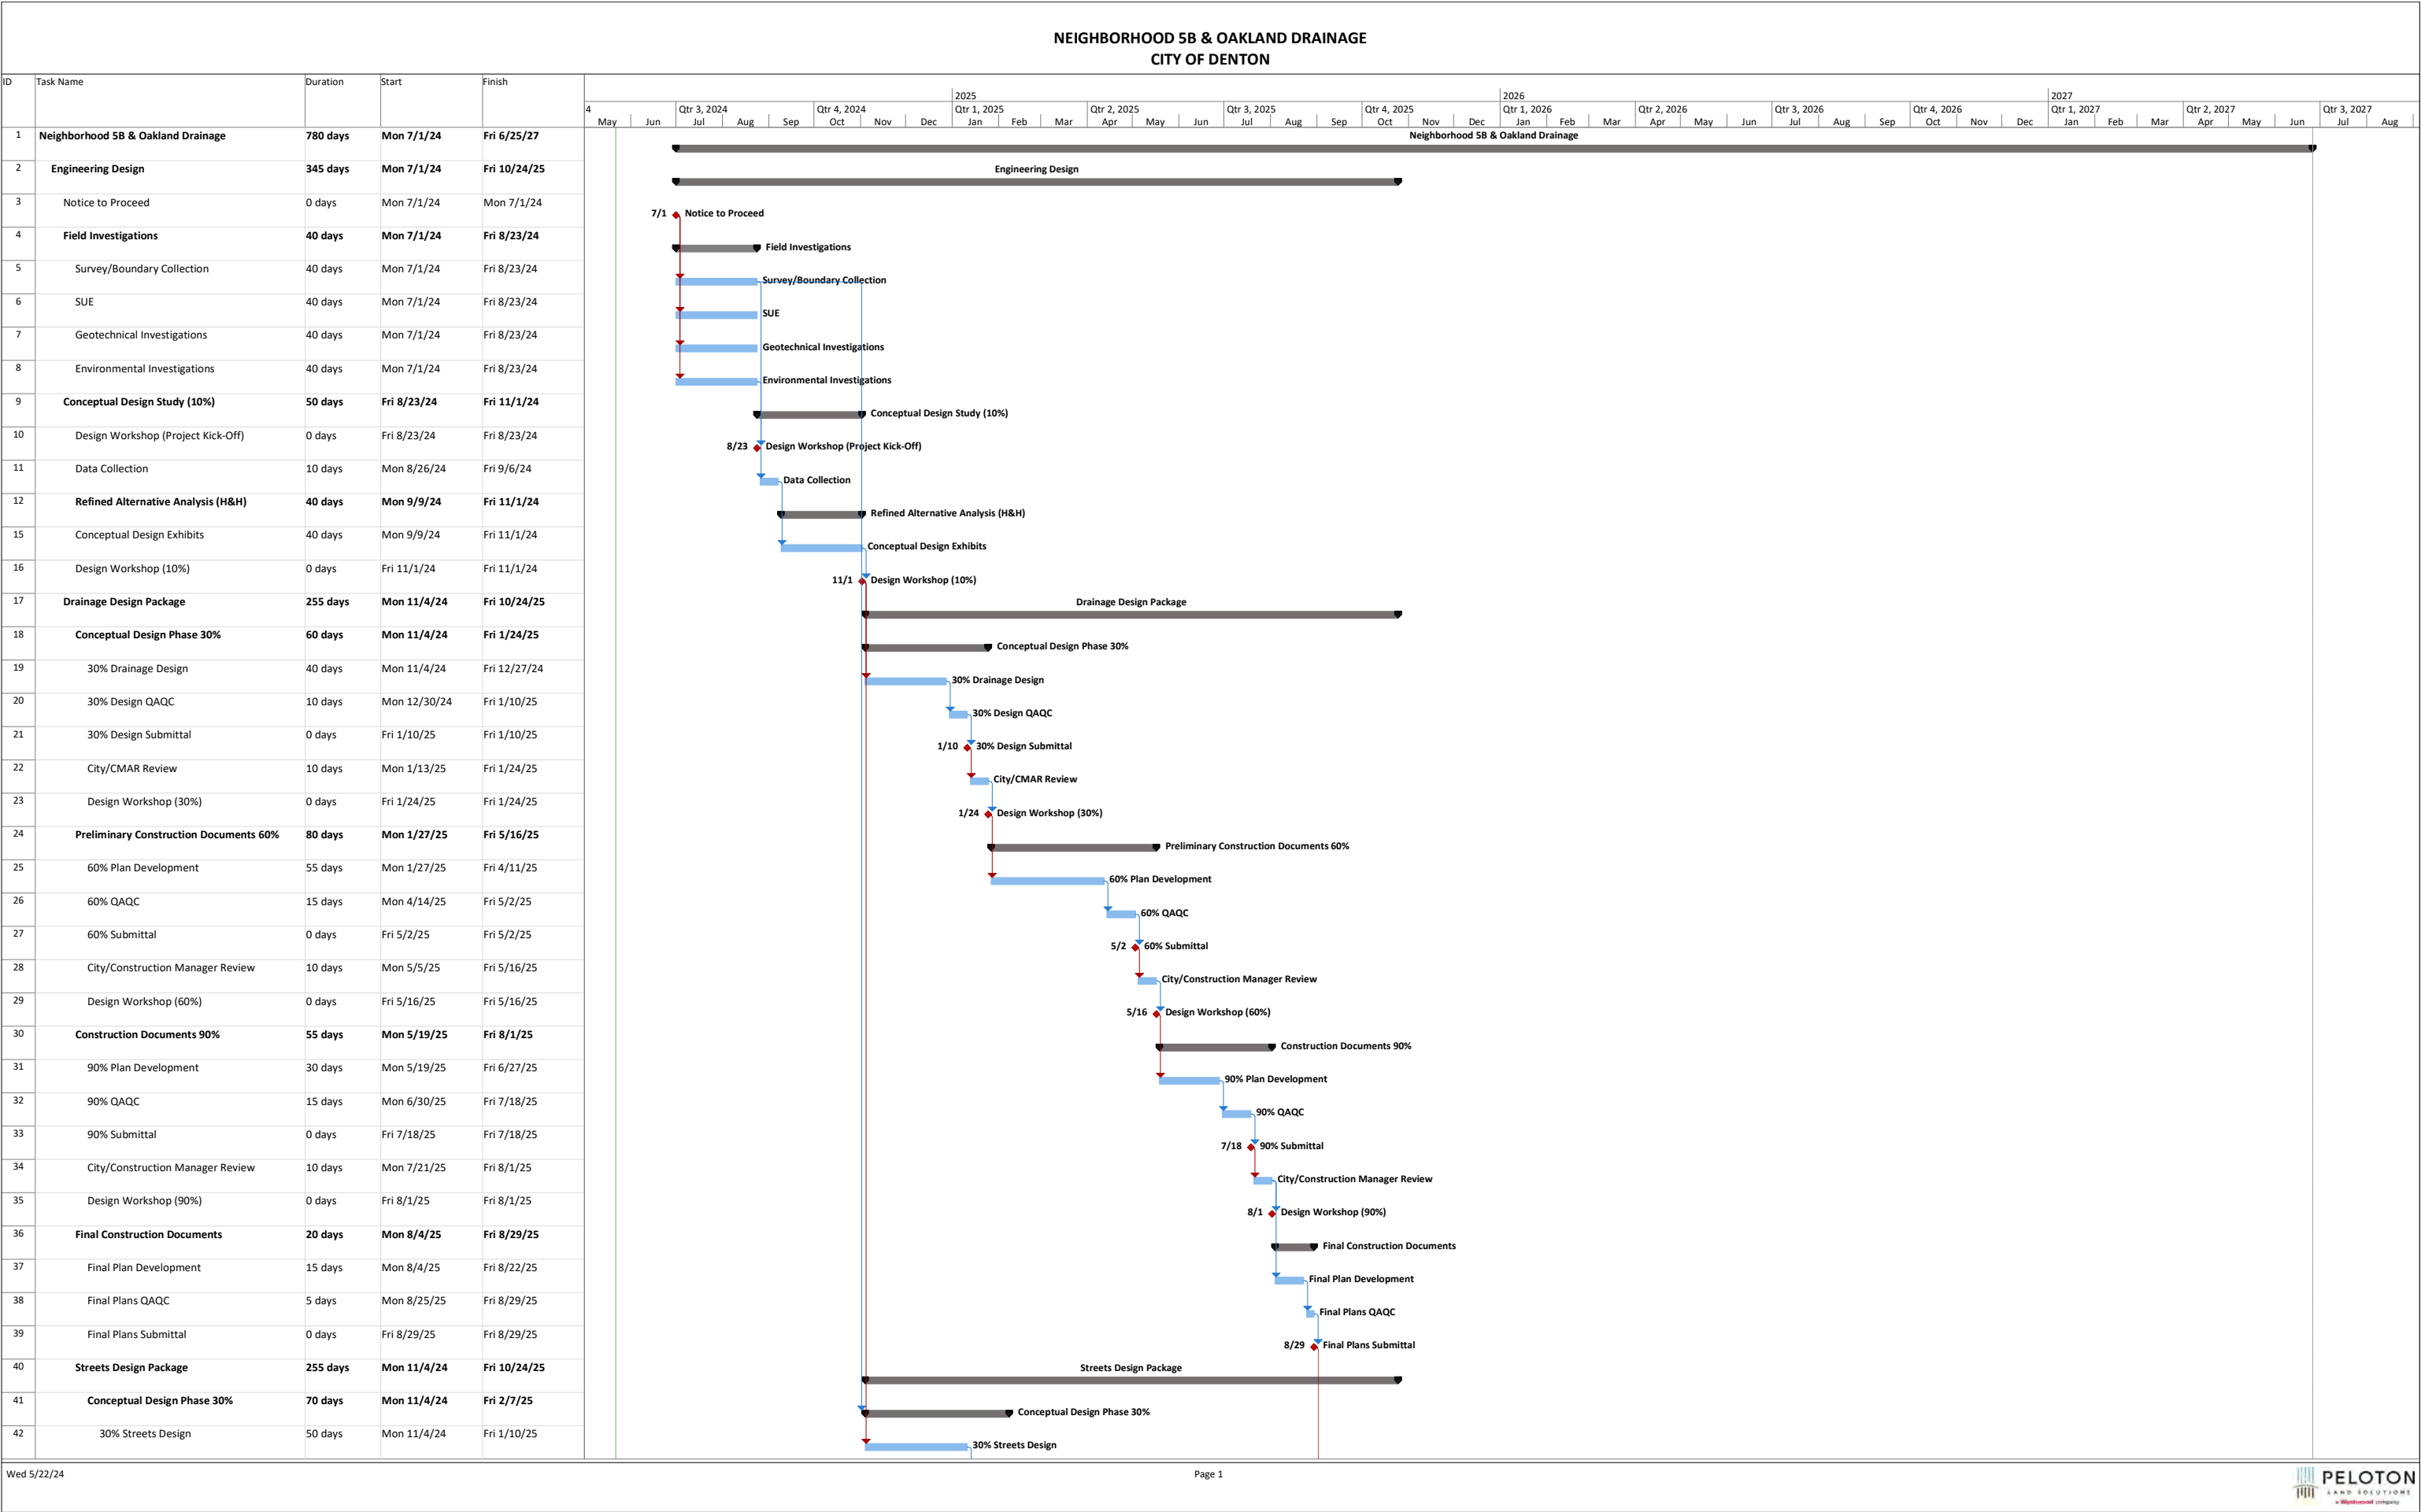 NEIGHBORHOOD 5B & OAKLAND DRAINAGE
CITY OF DENTON
ID Task Name Duration Start Finish
2025 2026 2027
4 Qtr 3, 2024 Qtr 4, 2024 Qtr 1, 2025 Qtr 2, 2025 Qtr 3, 2025 Qtr 4, 2025 Qtr 1, 2026 Qtr 2, 2026 Qtr 3, 2026 Qtr 4, 2026 Qtr 1, 2027 Qtr 2, 2027 Qtr 3, 2027
May Jun Jul Aug Sep Oct Nov Dec Jan Feb Mar Apr May Jun Jul Aug Sep Oct Nov Dec Jan Feb Mar Apr May Jun Jul Aug Sep Oct Nov Dec Jan Feb Mar Apr May Jun Jul Aug
1 Neighborhood 5B & Oakland Drainage 780 days Mon 7/1/24 Fri 6/25/27 Neighborhood 5B & Oakland Drainage
2 Engineering Design 345 days Mon 7/1/24 Fri 10/24/25 Engineering Design
3 Notice to Proceed 0 days Mon 7/1/24 Mon 7/1/24 7/1 Notice to Proceed
4 Field Investigations 40 days Mon 7/1/24 Fri 8/23/24 Field Investigations
5 Survey/Boundary Collection 40 days Mon 7/1/24 Fri 8/23/24 Survey/Boundary Collection
6 SUE 40 days Mon 7/1/24 Fri 8/23/24 SUE
7 Geotechnical Investigations 40 days Mon 7/1/24 Fri 8/23/24 Geotechnical Investigations
8 Environmental Investigations 40 days Mon 7/1/24 Fri 8/23/24 Environmental Investigations
9 Conceptual Design Study (10%) 50 days Fri 8/23/24 Fri 11/1/24 Conceptual Design Study (10%)
10 Design Workshop (Project Kick-Off) 0 days Fri 8/23/24 Fri 8/23/24 8/23 Design Workshop (Project Kick-Off)
11 Data Collection 10 days Mon 8/26/24 Fri 9/6/24 Data Collection
12 Refined Alternative Analysis (H&H) 40 days Mon 9/9/24 Fri 11/1/24 Refined Alternative Analysis (H&H)
15 Conceptual Design Exhibits 40 days Mon 9/9/24 Fri 11/1/24 Conceptual Design Exhibits
16 Design Workshop (10%) 0 days Fri 11/1/24 Fri 11/1/24 11/1 Design Workshop (10%)
17 Drainage Design Package 255 days Mon 11/4/24 Fri 10/24/25 Drainage Design Package
18 Conceptual Design Phase 30% 60 days Mon 11/4/24 Fri 1/24/25 Conceptual Design Phase 30%
19 30% Drainage Design 40 days Mon 11/4/24 Fri 12/27/24 30% Drainage Design
20 30% Design QAQC 10 days Mon 12/30/24 Fri 1/10/25 30% Design QAQC
21 30% Design Submittal 0 days Fri 1/10/25 Fri 1/10/25 1/10 30% Design Submittal
22 City/CMAR Review 10 days Mon 1/13/25 Fri 1/24/25 City/CMAR Review
23 Design Workshop (30%) 0 days Fri 1/24/25 Fri 1/24/25 1/24 Design Workshop (30%)
24 Preliminary Construction Documents 60% 80 days Mon 1/27/25 Fri 5/16/25 Preliminary Construction Documents 60%
25 60% Plan Development 55 days Mon 1/27/25 Fri 4/11/25 60% Plan Development
26 60% QAQC 15 days Mon 4/14/25 Fri 5/2/25 60% QAQC
27 60% Submittal 0 days Fri 5/2/25 Fri 5/2/25 5/2 60% Submittal
28 City/Construction Manager Review 10 days Mon 5/5/25 Fri 5/16/25 City/Construction Manager Review
29 Design Workshop (60%) 0 days Fri 5/16/25 Fri 5/16/25 5/16 Design Workshop (60%)
30 Construction Documents 90% 55 days Mon 5/19/25 Fri 8/1/25 Construction Documents 90%
31 90% Plan Development 30 days Mon 5/19/25 Fri 6/27/25 90% Plan Development
32 90% QAQC 15 days Mon 6/30/25 Fri 7/18/25 90% QAQC
33 90% Submittal 0 days Fri 7/18/25 Fri 7/18/25 7/18 90% Submittal
34 City/Construction Manager Review 10 days Mon 7/21/25 Fri 8/1/25 City/Construction Manager Review
35 Design Workshop (90%) 0 days Fri 8/1/25 Fri 8/1/25 8/1 Design Workshop (90%)
36 Final Construction Documents 20 days Mon 8/4/25 Fri 8/29/25 Final Construction Documents
37 Final Plan Development 15 days Mon 8/4/25 Fri 8/22/25 Final Plan Development
38 Final Plans QAQC 5 days Mon 8/25/25 Fri 8/29/25 Final Plans QAQC
39 Final Plans Submittal 0 days Fri 8/29/25 Fri 8/29/25 8/29 Final Plans Submittal
40 Streets Design Package 255 days Mon 11/4/24 Fri 10/24/25 Streets Design Package
41 Conceptual Design Phase 30% 70 days Mon 11/4/24 Fri 2/7/25 Conceptual Design Phase 30%
42 30% Streets Design 50 days Mon 11/4/24 Fri 1/10/25 30% Streets Design
Wed 5/22/24 Page 1
PELOTON
LAND SOLUTIONS
a Westwood company